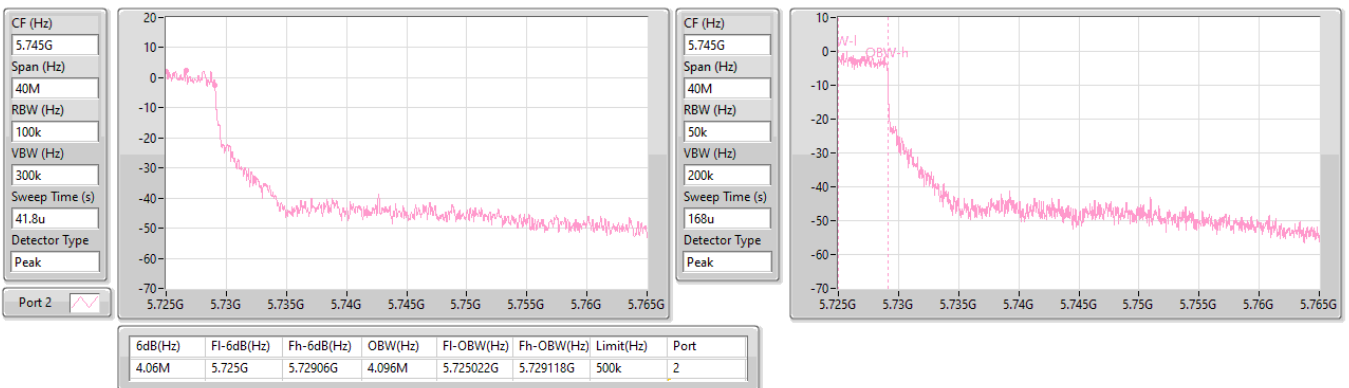 CF (Hz)
5.745G
Span (Hz)
40M
RBW (Hz)
100k
VBW (Hz)
300k
Sweep Time (s)
41.8u
Detector Type
Peak
Port 2
20
10
0
-10
-20
-30
-40
-50
-60
-70
5.725G 5.73G 5.735G 5.74G 5.745G 5.75G 5.755G 5.76G 5.765G
CF (Hz)
5.745G
Span (Hz)
40M
RBW (Hz)
50k
VBW (Hz)
200k
Sweep Time (s)
168u
Detector Type
Peak
10
0
-10
-20
-30
-40
-50
-60
-70
W-l
OBW-h
5.725G 5.73G 5.735G 5.74G 5.745G 5.75G 5.755G 5.76G 5.765G
6dB(Hz) Fl-6dB(Hz) Fh-6dB(Hz) OBW(Hz) Fl-OBW(Hz) Fh-OBW(Hz) Limit(Hz) Port
4.06M 5.725G 5.72906G 4.096M 5.725022G 5.729118G 500k 2